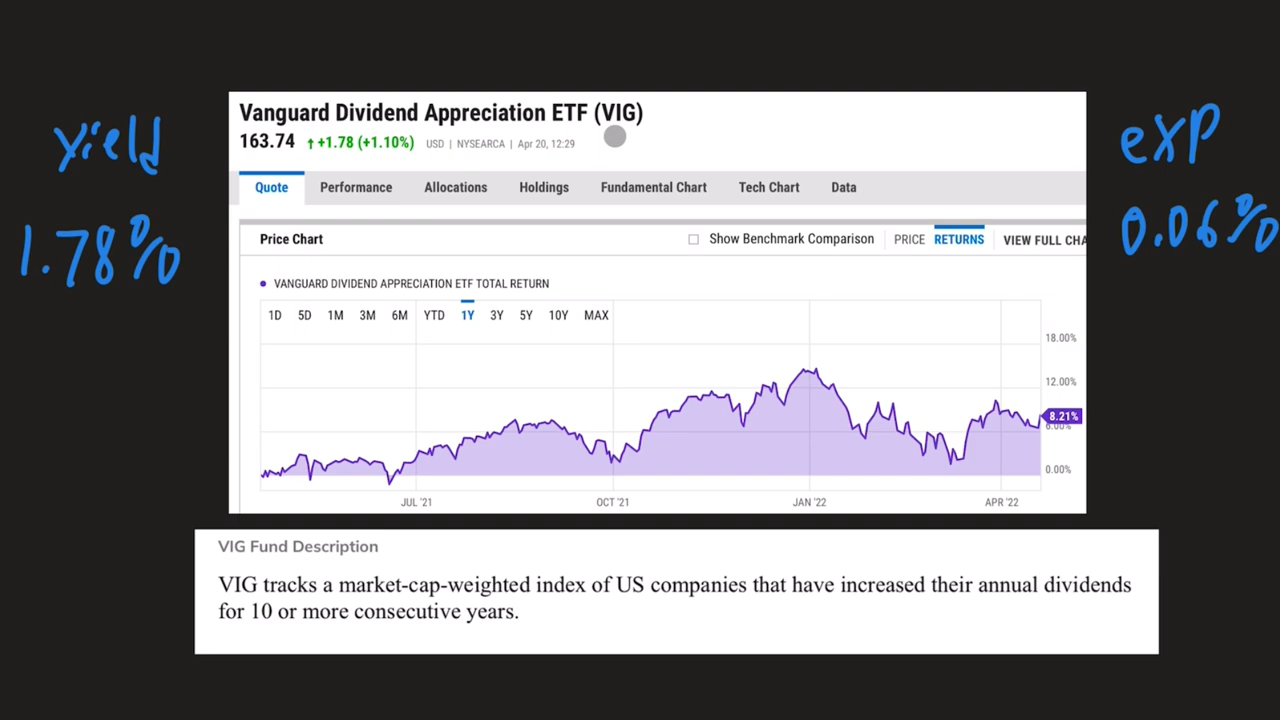 Vanguard Dividend Appreciation ETF (VIG)
163.74 ↑ +1.78 (+1.10%) USD | NYSEARCA | Apr 20, 12:29
yield
1.78%
exp
0.06%
Quote Performance Allocations Holdings Fundamental Chart Tech Chart Data
Price Chart Show Benchmark Comparison PRICE RETURNS VIEW FULL CHA
VANGUARD DIVIDEND APPRECIATION ETF TOTAL RETURN
1D 5D 1M 3M 6M YTD 1Y 3Y 5Y 10Y MAX
18.00%
12.00%
8.21%
6.00%
0.00%
JUL '21 OCT '21 JAN '22 APR '22
VIG Fund Description
VIG tracks a market-cap-weighted index of US companies that have increased their annual dividends
for 10 or more consecutive years.